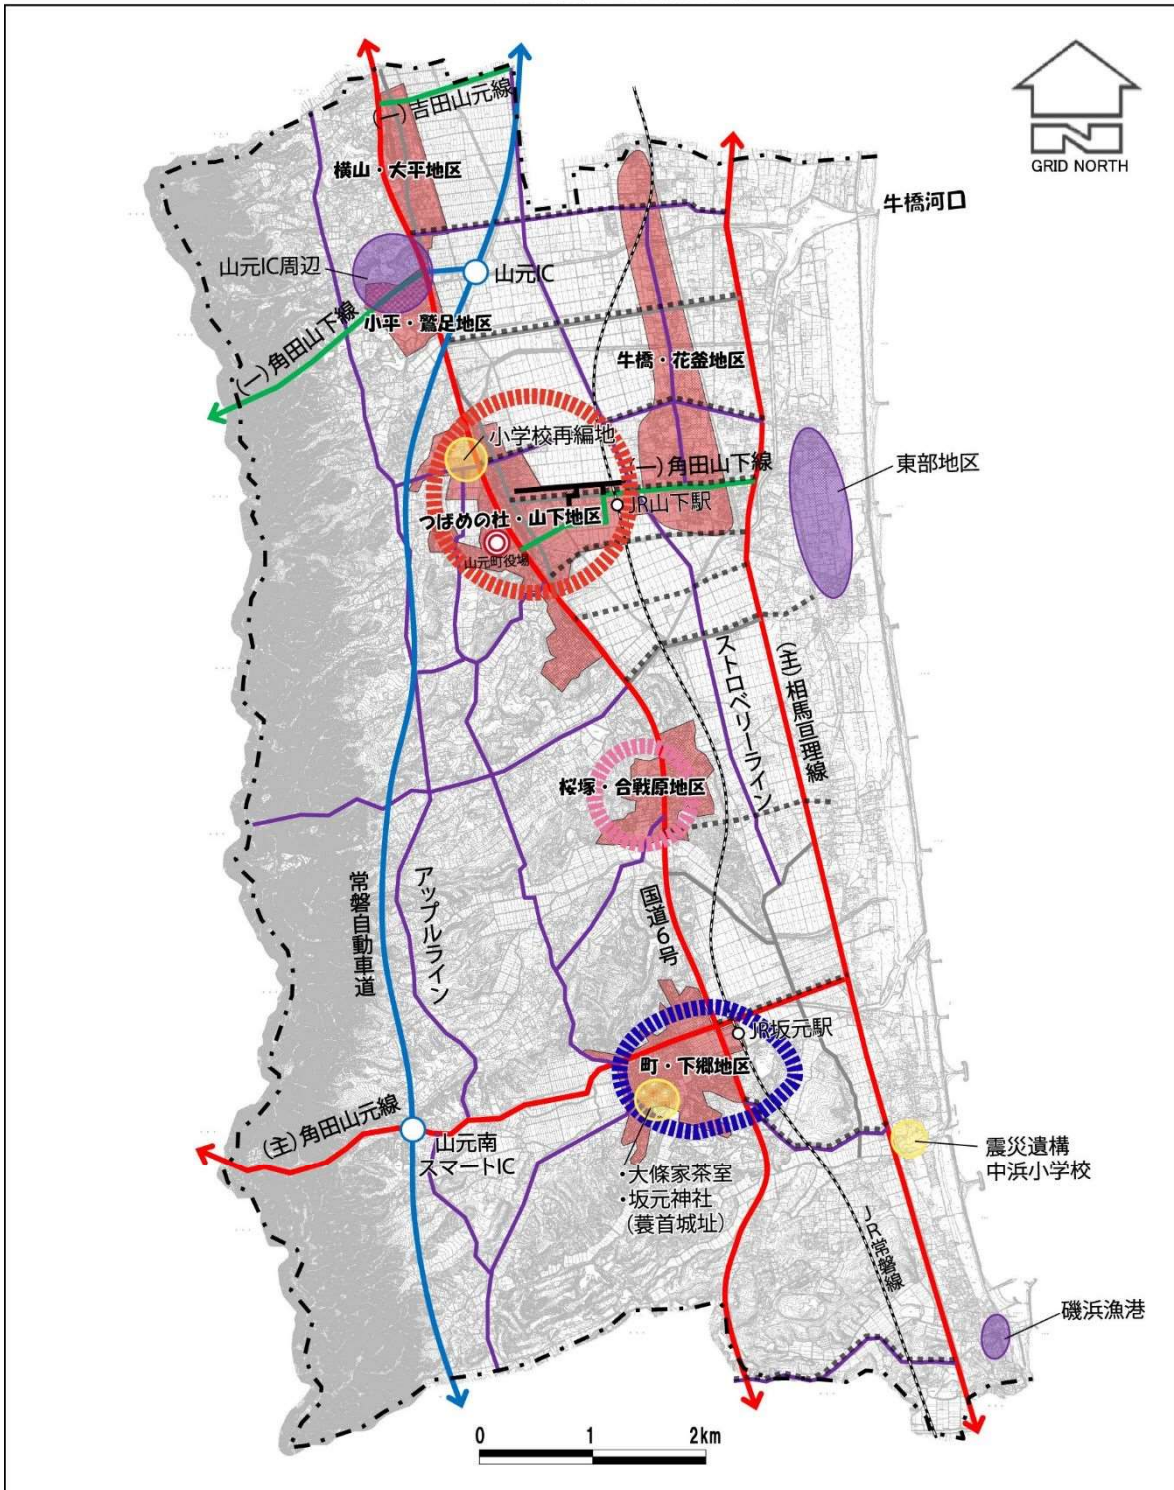 GRID NORTH
(一)吉田山元線
横山・大平地区
牛橋河口
山元IC周辺
山元IC
小平・鷲足地区
(一)角田山下線
牛橋・花釜地区
小学校再編地
(一)角田山下線
東部地区
JR山下駅
つばめの杜・山下地区
山元町役場
ストロベリーライン
(主)相馬亘理線
桜塚・合戦原地区
アップルライン
常磐自動車道
国道6号
JR坂元駅
町・下郷地区
(主)角田山元線
山元南
スマートIC
・大條家茶室
・坂元神社
(蓑首城址)
震災遺構
中浜小学校
JR常磐線
磯浜漁港
0 1 2km